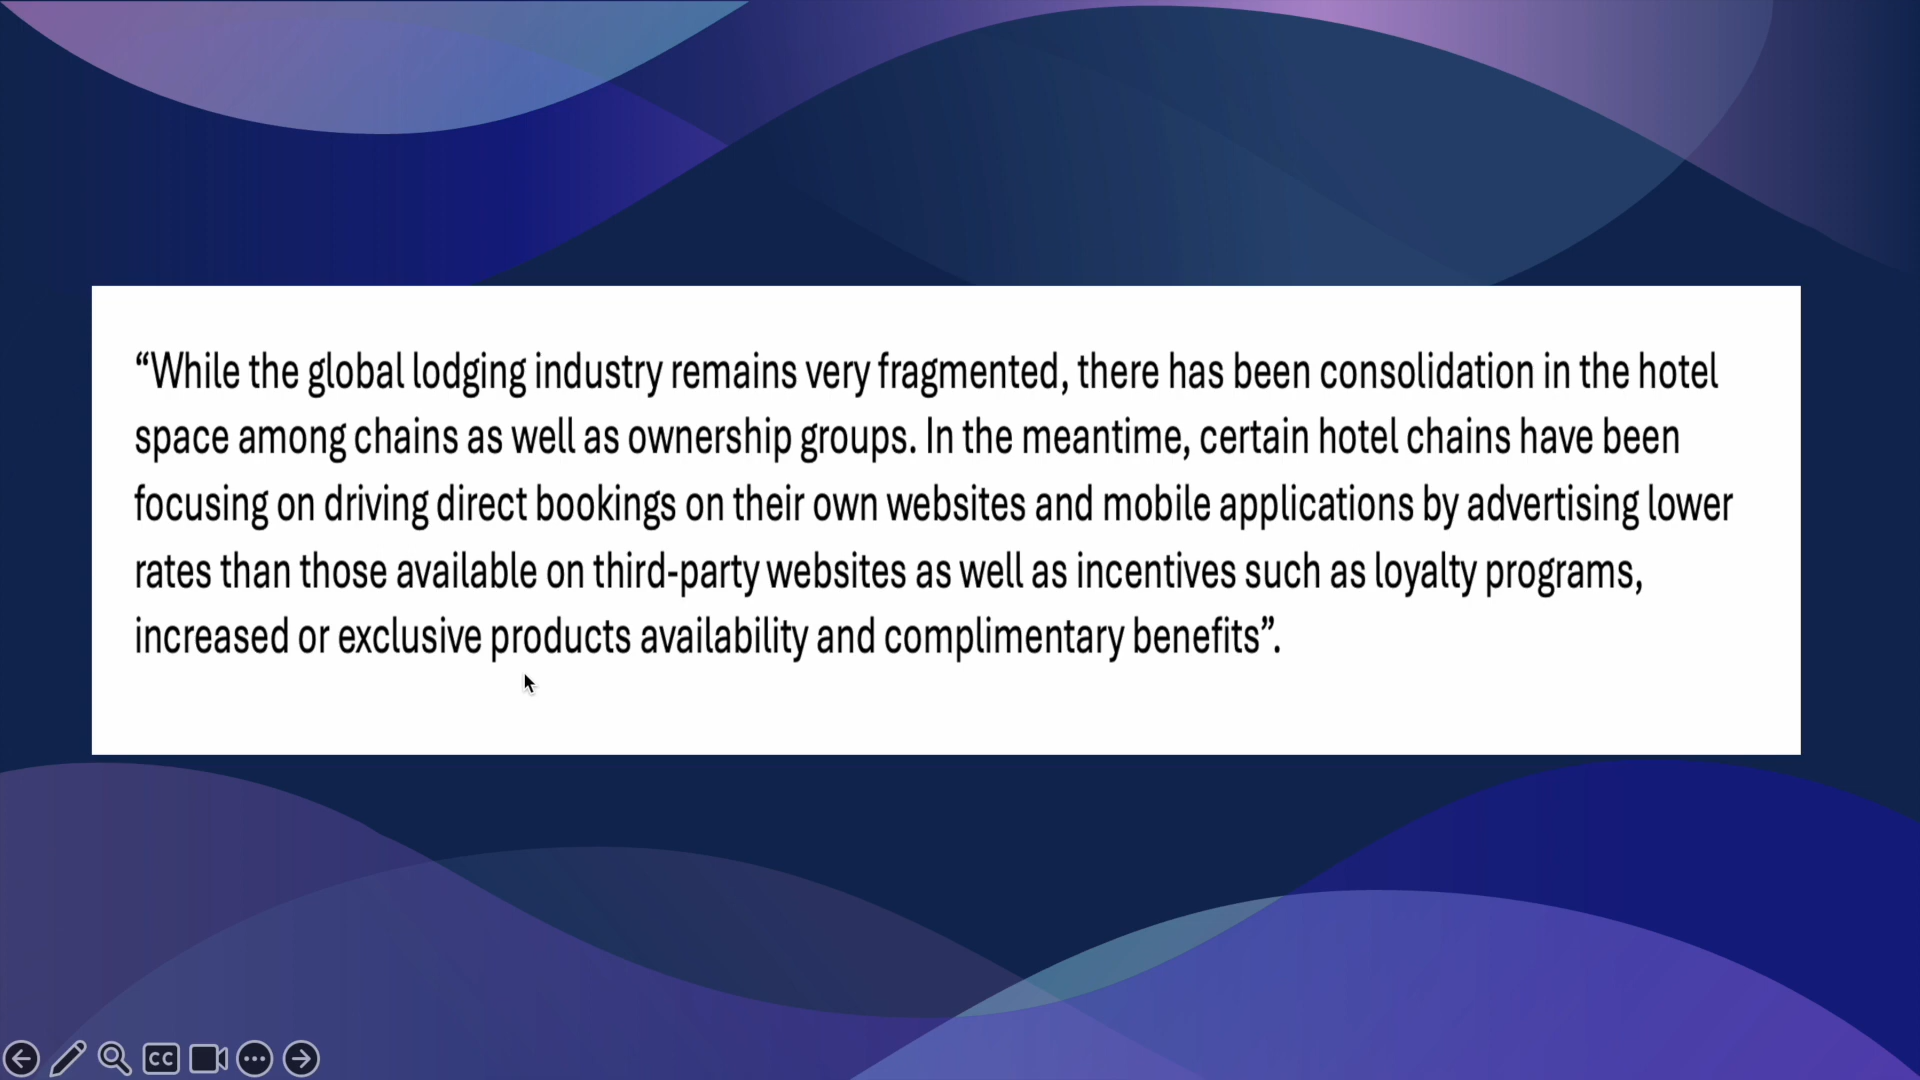 “While the global lodging industry remains very fragmented, there has been consolidation in the hotel
space among chains as well as ownership groups. In the meantime, certain hotel chains have been
focusing on driving direct bookings on their own websites and mobile applications by advertising lower
rates than those available on third-party websites as well as incentives such as loyalty programs,
increased or exclusive products availability and complimentary benefits”.
CC